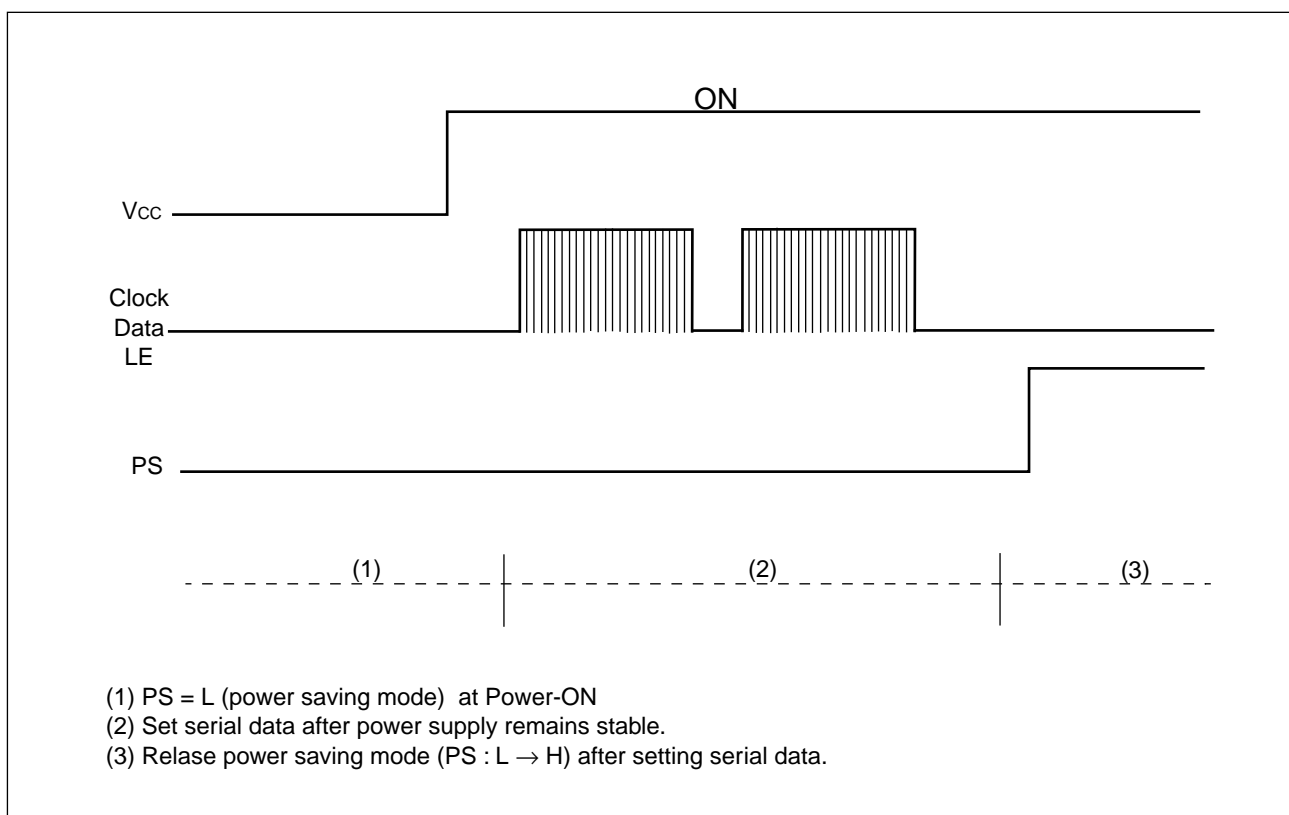 ON
VCC
Clock
Data
LE
PS
(1) (2) (3)
(1) PS = L (power saving mode) at Power-ON
(2) Set serial data after power supply remains stable.
(3) Relase power saving mode (PS : L → H) after setting serial data.